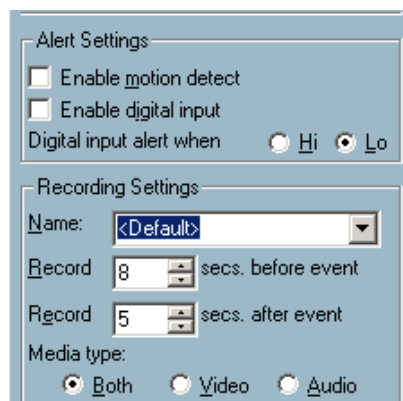 Alert Settings
Enable motion detect
Enable digital input
Digital input alert when Hi Lo
Recording Settings
Name: <Default>
Record 8 secs. before event
Record 5 secs. after event
Media type:
Both Video Audio